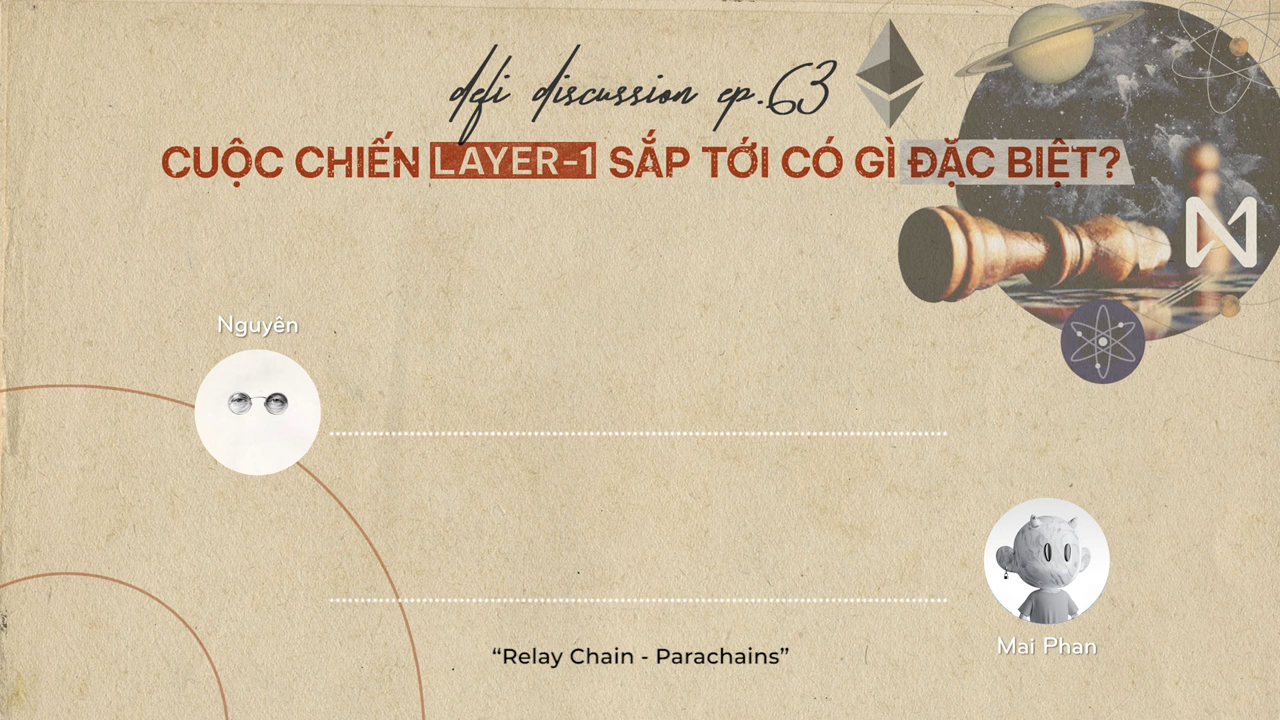 defi discussion ep.63
CUỘC CHIẾN LAYER-1 SẮP TỚI CÓ GÌ ĐẶC BIỆT?
Nguyên
Mai Phan
“Relay Chain - Parachains”